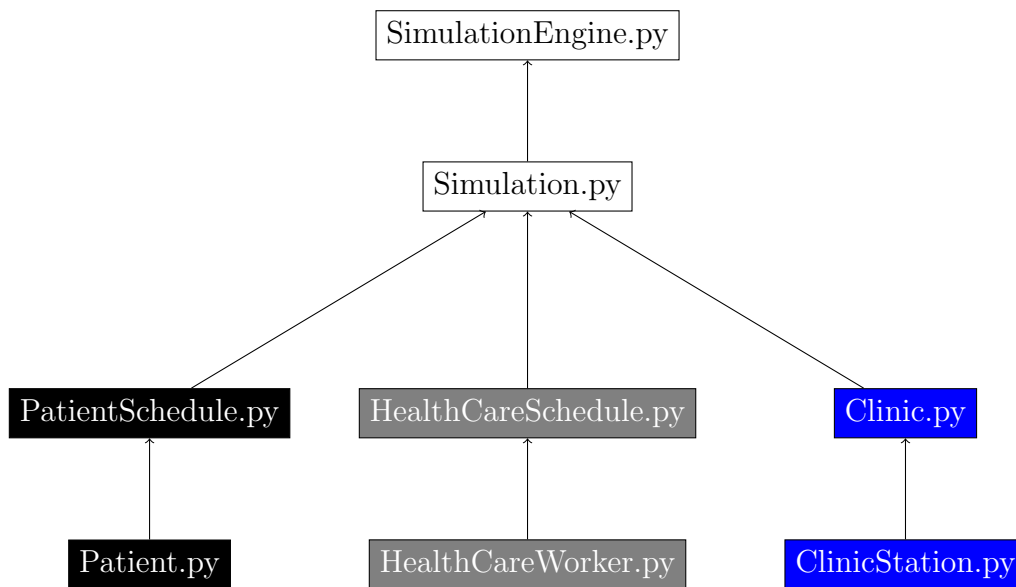 SimulationEngine.py
Simulation.py
PatientSchedule.py
HealthCareSchedule.py
Clinic.py
Patient.py
HealthCareWorker.py
ClinicStation.py